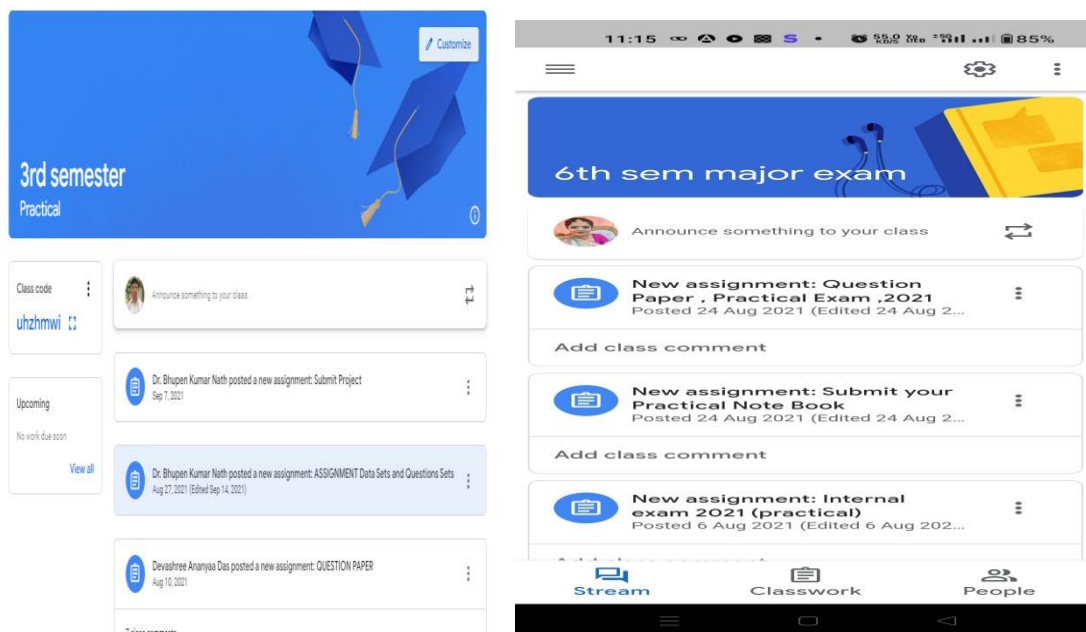 Customize
3rd semester
Practical
Class code
uhzhmwi
Announce something to your class
Dr. Bhupen Kumar Nath posted a new assignment: Submit Project
Sep 7, 2021
Upcoming
No work due soon
View all
Dr. Bhupen Kumar Nath posted a new assignment: ASSIGNMENT Data Sets and Questions Sets
Aug 27, 2021 (Edited Sep 14, 2021)
Devashree Ananyaa Das posted a new assignment: QUESTION PAPER
Aug 10, 2021
11:15
55.0 KB/S
85%
6th sem major exam
Announce something to your class
New assignment: Question
Paper , Practical Exam ,2021
Posted 24 Aug 2021 (Edited 24 Aug 2...
Add class comment
New assignment: Submit your
Practical Note Book
Posted 24 Aug 2021 (Edited 24 Aug 2...
Add class comment
New assignment: Internal
exam 2021 (practical)
Posted 6 Aug 2021 (Edited 6 Aug 202...
Stream
Classwork
People